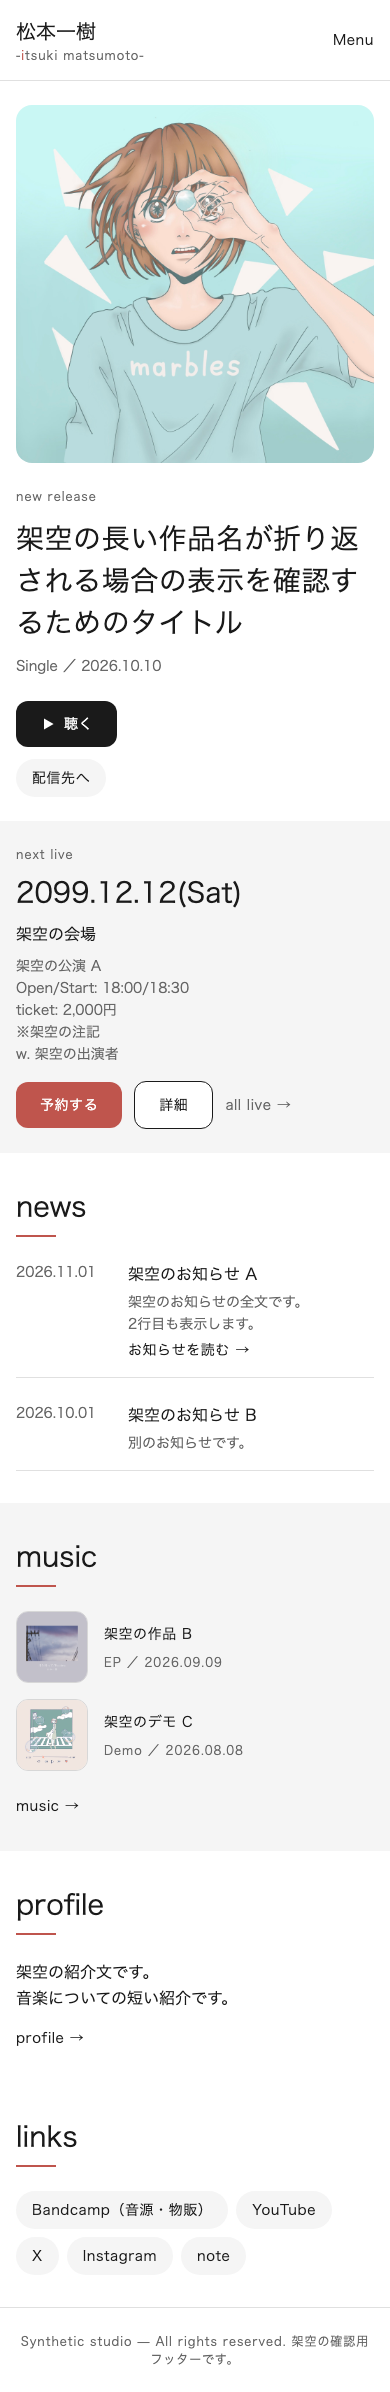 松本一樹
-itsuki matsumoto-
Menu
marbles
new release
架空の長い作品名が折り返
される場合の表示を確認す
るためのタイトル
Single ／ 2026.10.10
▶ 聴く
配信先へ
next live
2099.12.12(Sat)
架空の会場
架空の公演 A
Open/Start: 18:00/18:30
ticket: 2,000円
※架空の注記
w. 架空の出演者
予約する
詳細
all live →
news
2026.11.01
架空のお知らせ A
架空のお知らせの全文です。
2行目も表示します。
お知らせを読む →
2026.10.01
架空のお知らせ B
別のお知らせです。
music
架空の作品 B
EP ／ 2026.09.09
架空のデモ C
Demo ／ 2026.08.08
music →
profile
架空の紹介文です。
音楽についての短い紹介です。
profile →
links
Bandcamp（音源・物販）
YouTube
X
Instagram
note
Synthetic studio — All rights reserved. 架空の確認用
フッターです。